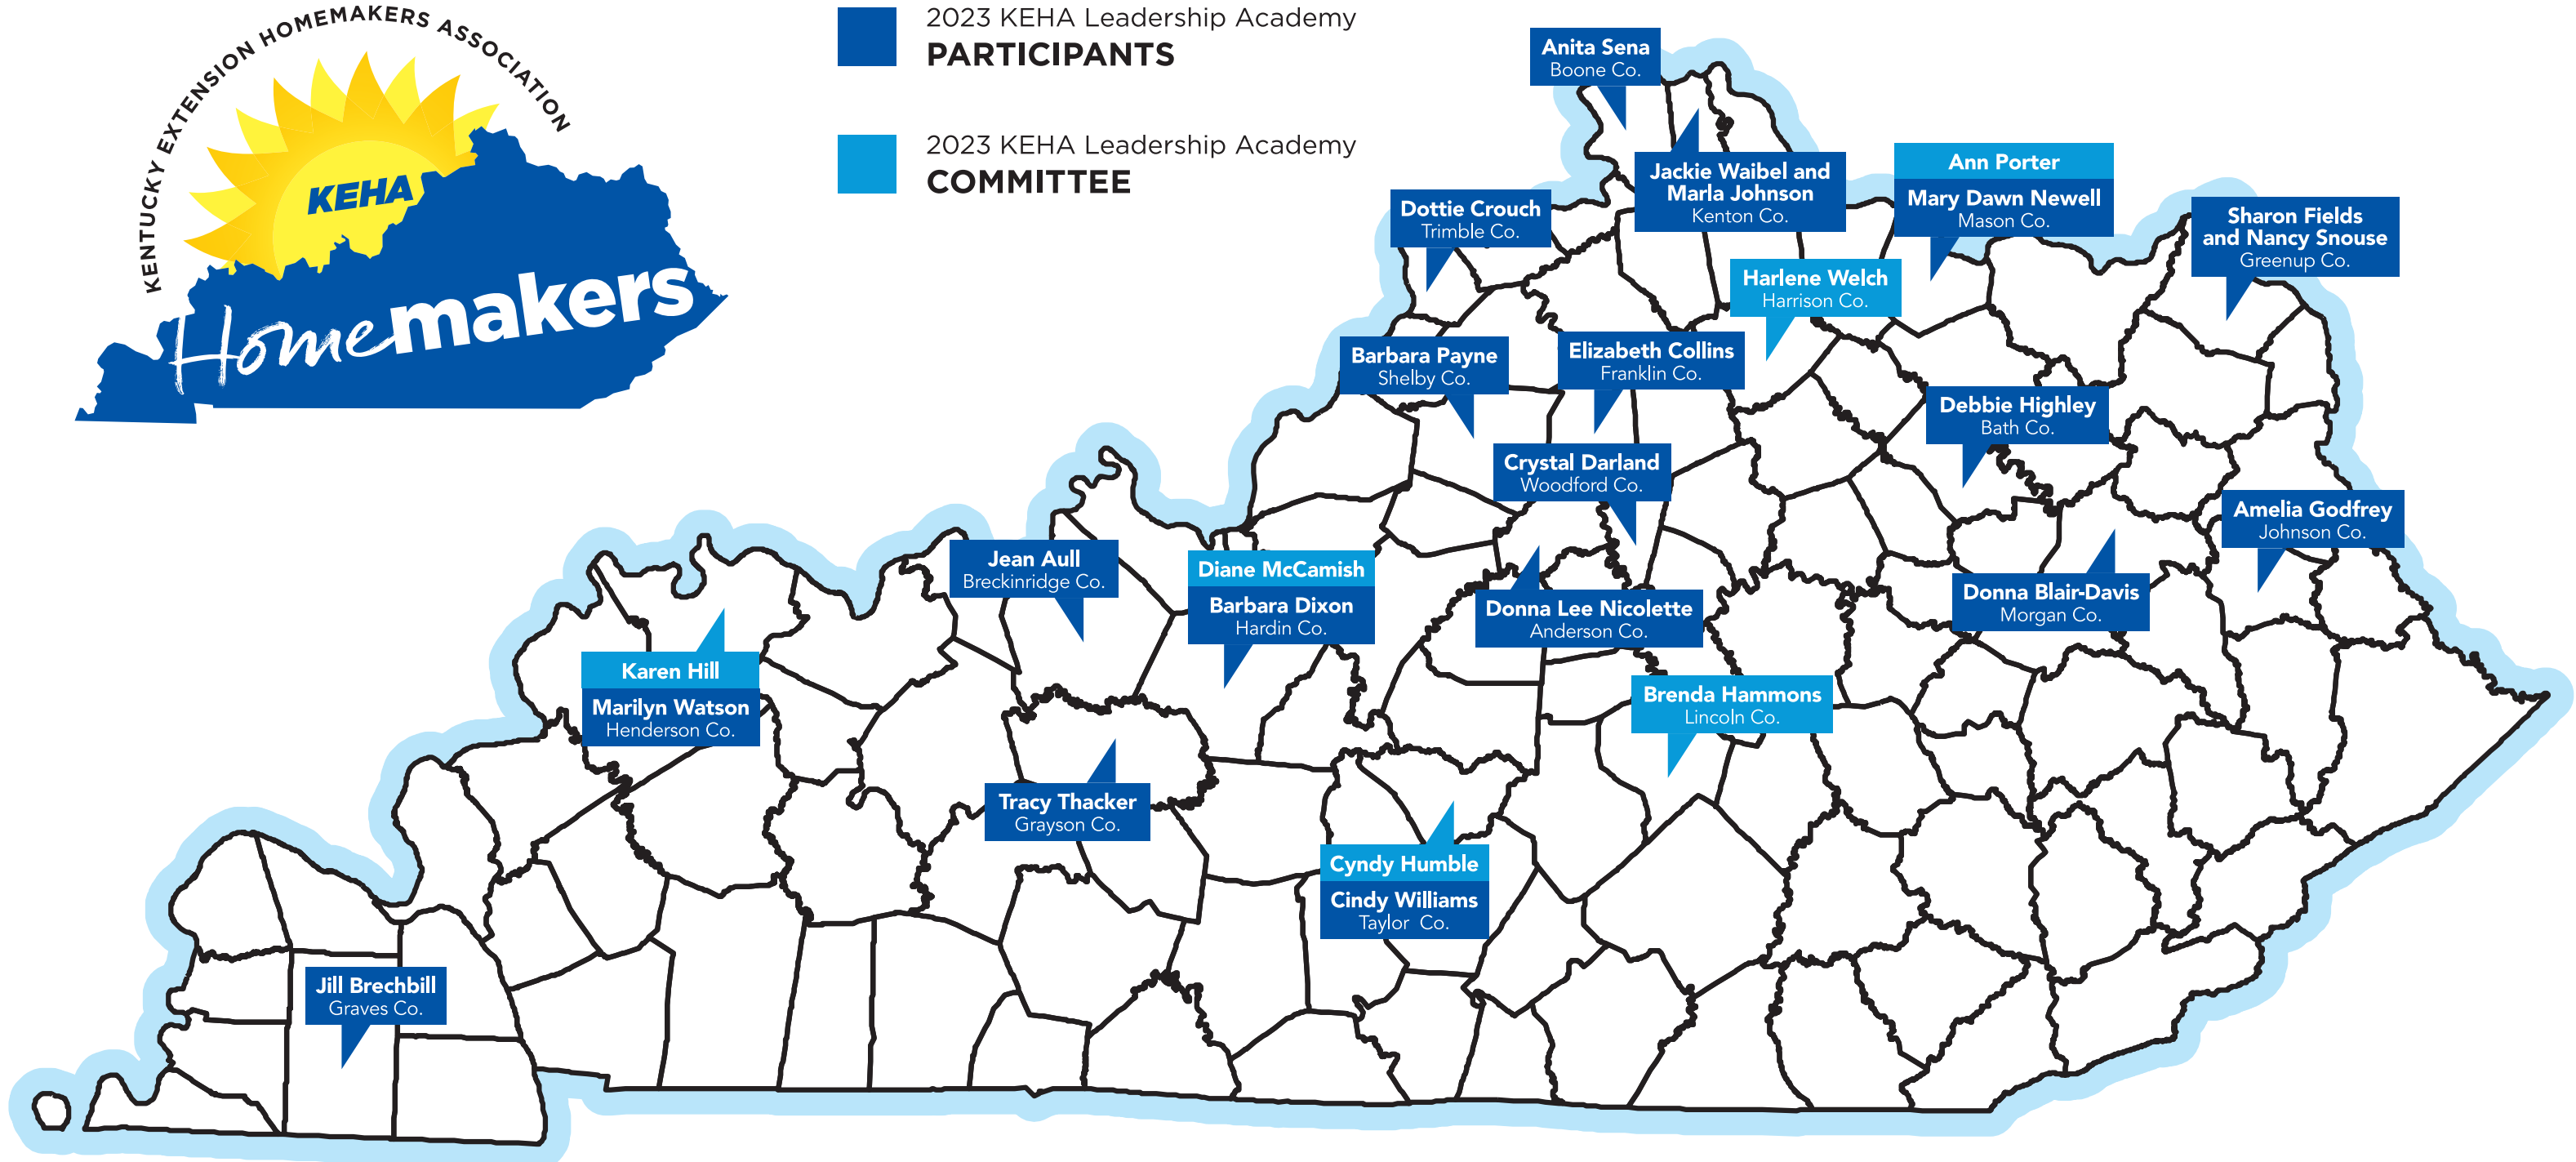 KENTUCKY EXTENSION HOMEMAKERS ASSOCIATION
KEHA
Homemakers
2023 KEHA Leadership Academy
PARTICIPANTS
2023 KEHA Leadership Academy
COMMITTEE
Anita Sena
Boone Co.
Jackie Waibel and
Marla Johnson
Kenton Co.
Ann Porter
Mary Dawn Newell
Mason Co.
Dottie Crouch
Trimble Co.
Sharon Fields
and Nancy Snouse
Greenup Co.
Harlene Welch
Harrison Co.
Barbara Payne
Shelby Co.
Elizabeth Collins
Franklin Co.
Debbie Highley
Bath Co.
Crystal Darland
Woodford Co.
Amelia Godfrey
Johnson Co.
Jean Aull
Breckinridge Co.
Diane McCamish
Barbara Dixon
Hardin Co.
Donna Lee Nicolette
Anderson Co.
Donna Blair-Davis
Morgan Co.
Karen Hill
Marilyn Watson
Henderson Co.
Brenda Hammons
Lincoln Co.
Tracy Thacker
Grayson Co.
Cyndy Humble
Cindy Williams
Taylor Co.
Jill Brechbill
Graves Co.